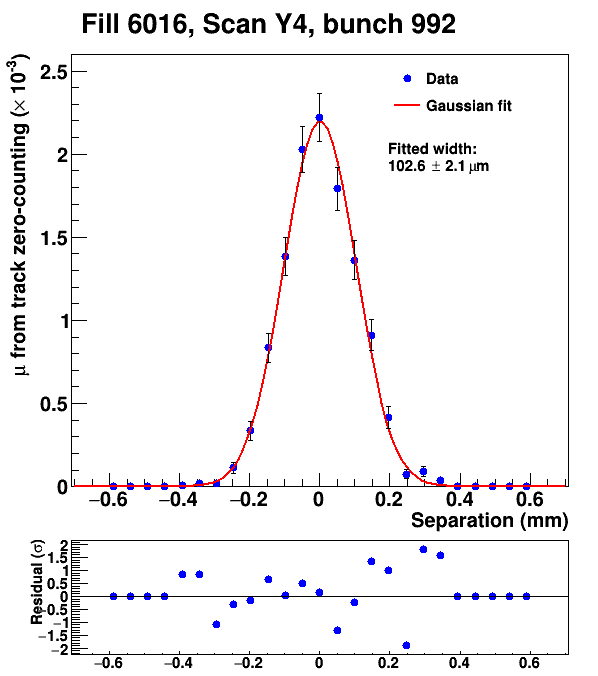 Fill 6016, Scan Y4, bunch 992
μ from track zero-counting (× 10⁻³)
2.5
2
1.5
1
0.5
0
Data
Gaussian fit
Fitted width:
102.6 ± 2.1 μm
−0.6 −0.4 −0.2 0 0.2 0.4 0.6
Separation (mm)
Residual (σ)
2
1.5
1
0.5
0
−0.5
−1
−1.5
−2
−0.6 −0.4 −0.2 0 0.2 0.4 0.6